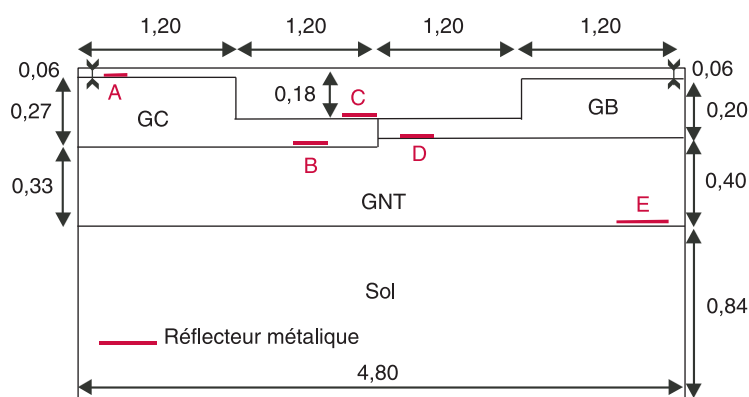 1,20 1,20 1,20 1,20
0,06 0,06
A 0,18 C
0,27 GC GB 0,20
B D
0,33 0,40
GNT E
Sol 0,84
Réflecteur métalique
4,80